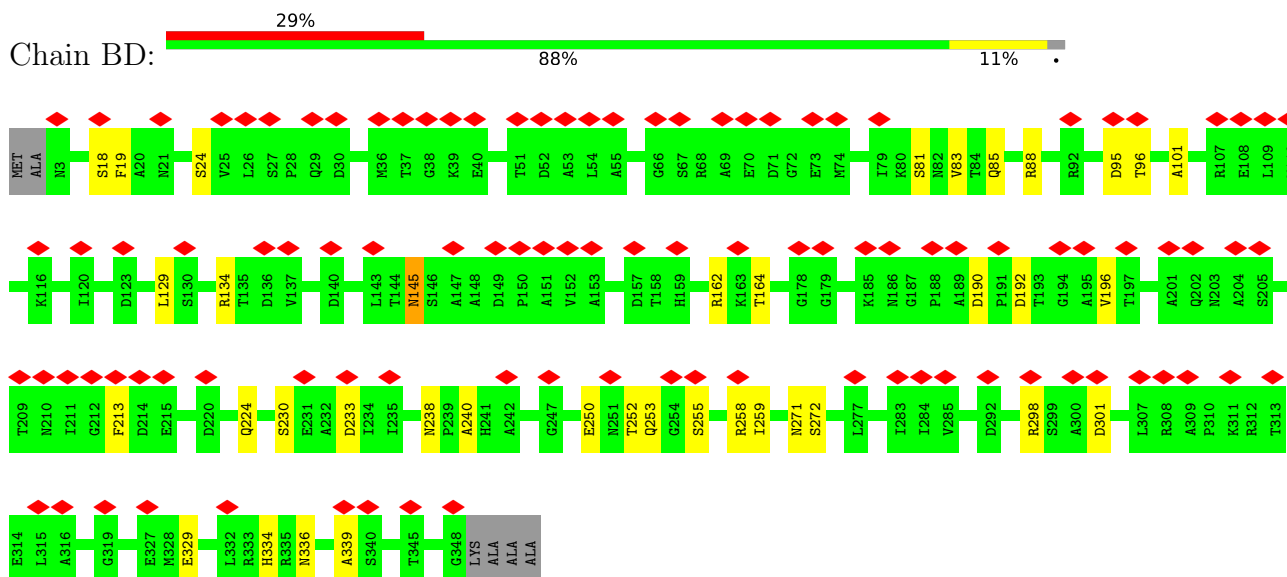 29%
Chain BD:
88% 11% •
MET ALA N3 S18 F19 A20 N21 S24 V25 L26 S27 P28 Q29 D30 M36 T37 G38 K39 E40 T51 D52 A53 L54 A55 G66 S67 R68 A69 E70 D71 G72 E73 M74 I79 K80 S81 N82 V83 T84 Q85 R88 R92 D95 T96 A101 R107 E108 L109
K116 I120 D123 L129 S130 R134 T135 D136 V137 D140 L143 T144 N145 S146 A147 A148 D149 P150 A151 V152 A153 D157 T158 H159 R162 K163 T164 G178 G179 K185 N186 G187 P188 A189 D190 P191 D192 T193 G194 A195 V196 T197 A201 Q202 N203 A204 S205
T209 N210 I211 G212 F213 D214 E215 D220 Q224 S230 E231 A232 D233 I234 I235 N238 P239 A240 H241 A242 G247 E250 N251 T252 Q253 G254 S255 R258 I259 N271 S272 L277 I283 I284 V285 D292 R298 S299 A300 D301 L307 R308 A309 P310 K311 R312 T313
E314 L315 A316 G319 E327 M328 E329 L332 R333 H334 R335 N336 A339 S340 T345 G348 LYS ALA ALA ALA